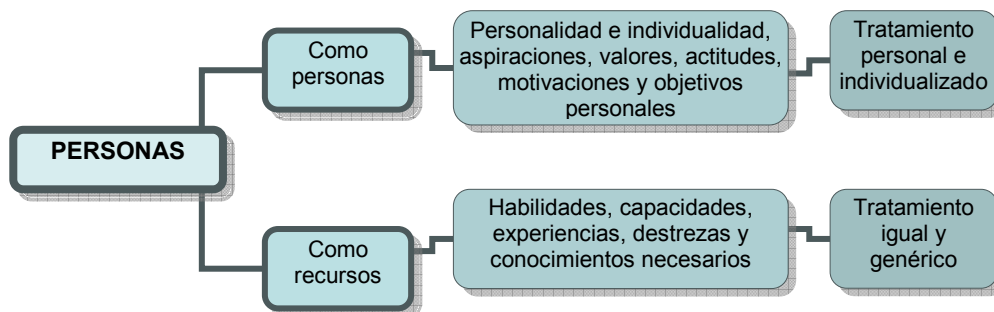 PERSONAS
Como
personas
Personalidad e individualidad,
aspiraciones, valores, actitudes,
motivaciones y objetivos
personales
Tratamiento
personal e
individualizado
Como
recursos
Habilidades, capacidades,
experiencias, destrezas y
conocimientos necesarios
Tratamiento
igual y
genérico